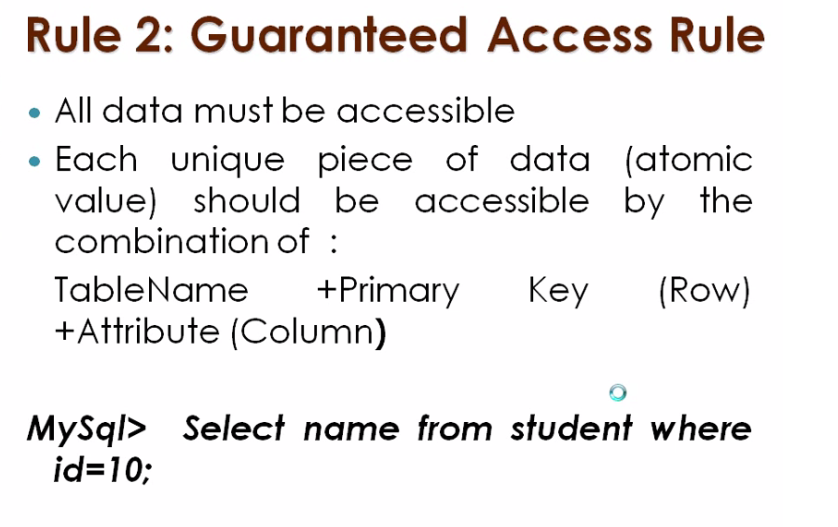 Rule 2: Guaranteed Access Rule
• All data must be accessible
• Each unique piece of data (atomic
value) should be accessible by the
combination of :
TableName +Primary Key (Row)
+Attribute (Column)
MySql> Select name from student where
id=10;